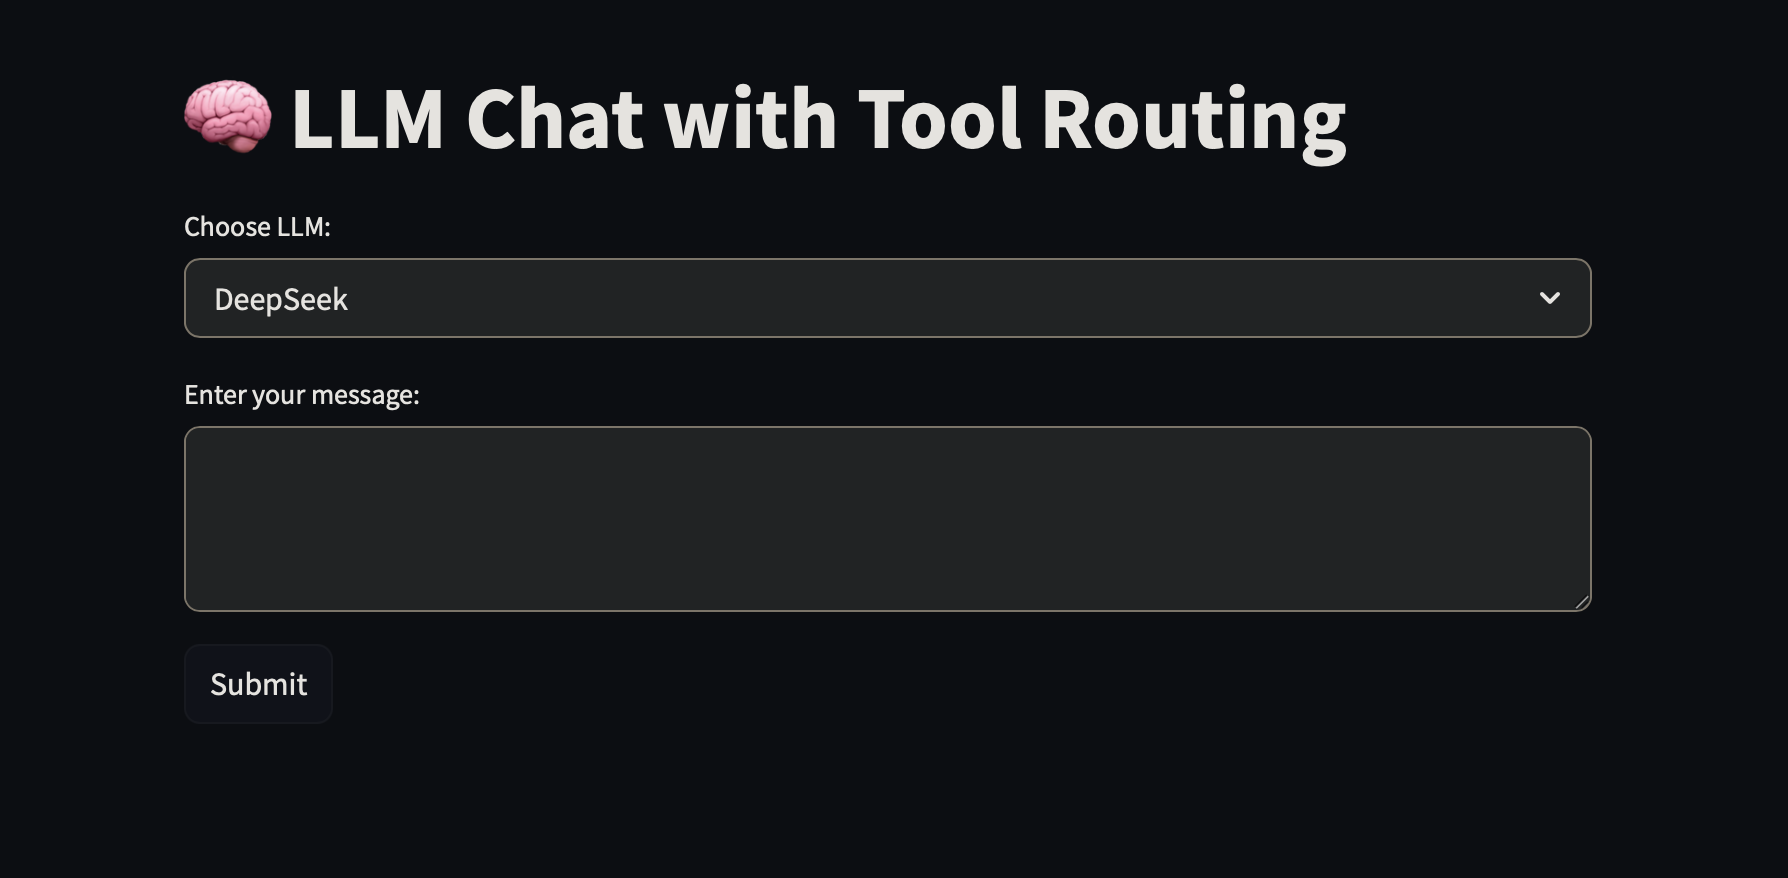 LLM Chat with Tool Routing
Choose LLM:
DeepSeek
Enter your message:
Submit